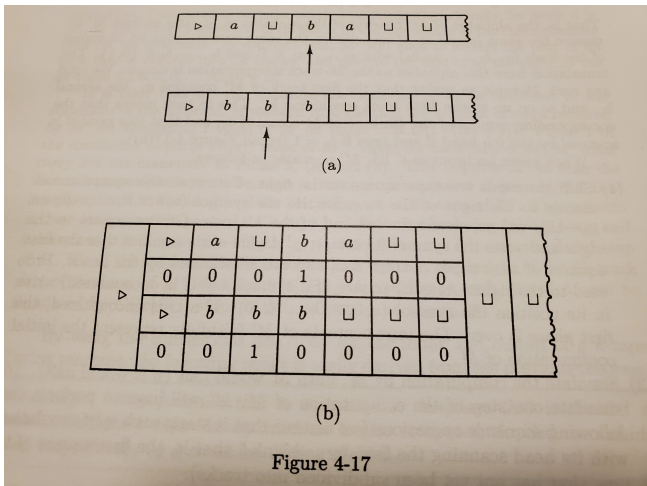 ▷ a ⊔ b a ⊔ ⊔
▷ b b b ⊔ ⊔ ⊔
(a)
▷ a ⊔ b a ⊔ ⊔
0 0 0 1 0 0 0
▷ ⊔ ⊔
▷ b b b ⊔ ⊔ ⊔
0 0 1 0 0 0 0
(b)
Figure 4-17